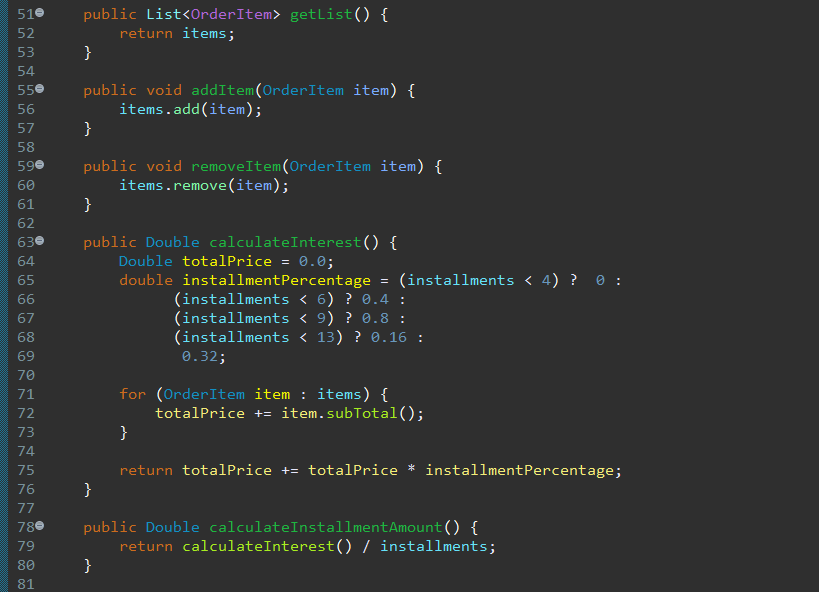 51 public List<OrderItem> getList() {
52 return items;
53 }
54
55 public void addItem(OrderItem item) {
56 items.add(item);
57 }
58
59 public void removeItem(OrderItem item) {
60 items.remove(item);
61 }
62
63 public Double calculateInterest() {
64 Double totalPrice = 0.0;
65 double installmentPercentage = (installments < 4) ?  0 :
66 (installments < 6) ? 0.4 :
67 (installments < 9) ? 0.8 :
68 (installments < 13) ? 0.16 :
69 0.32;
70
71 for (OrderItem item : items) {
72 totalPrice += item.subTotal();
73 }
74
75 return totalPrice += totalPrice * installmentPercentage;
76 }
77
78 public Double calculateInstallmentAmount() {
79 return calculateInterest() / installments;
80 }
81